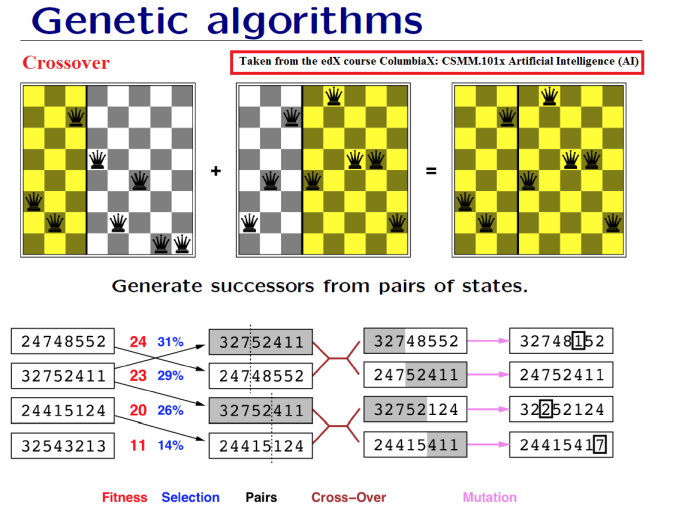 Genetic algorithms
Crossover
Taken from the edX course ColumbiaX: CSMM.101x Artificial Intelligence (AI)
+ =
Generate successors from pairs of states.
24748552 24 31% 32752411 32748552 32748152
32752411 23 29% 24748552 24752411 24752411
24415124 20 26% 32752411 32752124 32252124
32543213 11 14% 24415124 24415411 24415417
Fitness Selection Pairs Cross-Over Mutation